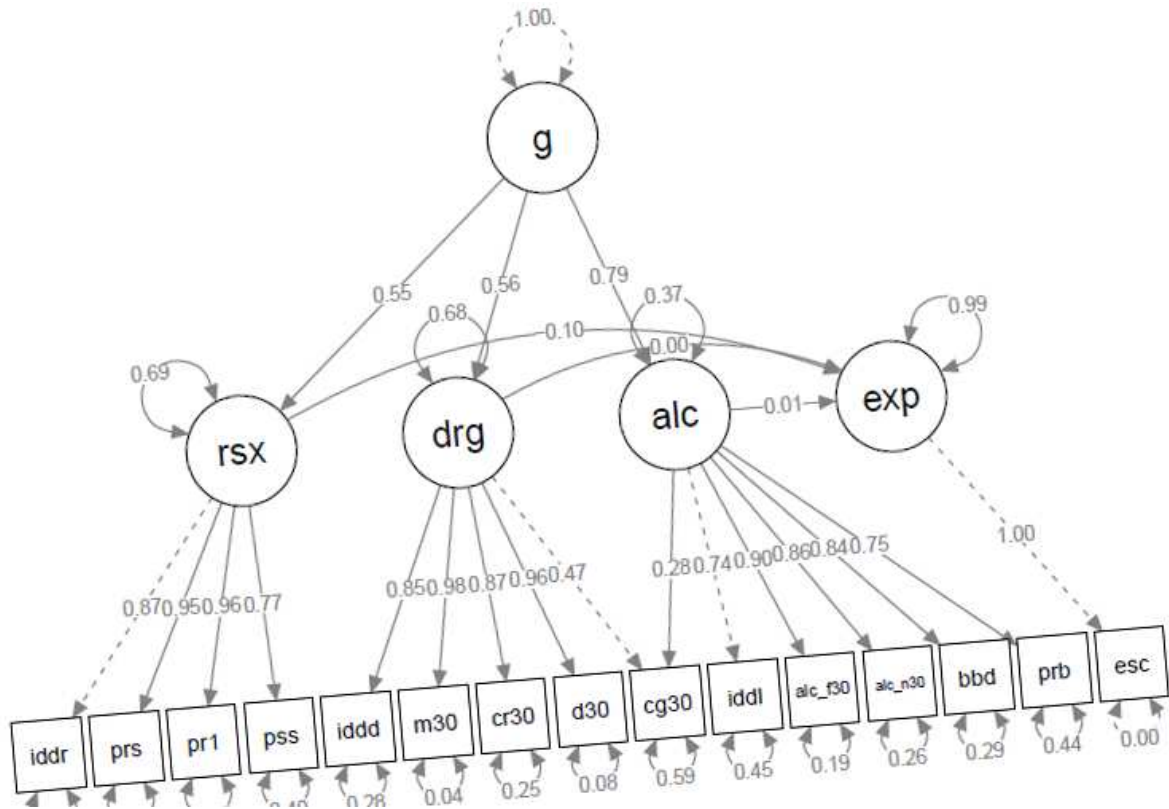 1.00
g
0.55
0.56
0.79
0.68
0.37
0.99
0.10
0.00
0.69
0.01
rsx
drg
alc
exp
1.00
0.87 0.95 0.96 0.77
0.85 0.98 0.87 0.96 0.47
0.28 0.74 0.90 0.86 0.84 0.75
iddr prs pr1 pss iddd m30 cr30 d30 cg30 iddl alc_f30 alc_n30 bbd prb esc
0.28 0.04 0.25 0.08 0.59 0.45 0.19 0.26 0.29 0.44 0.00